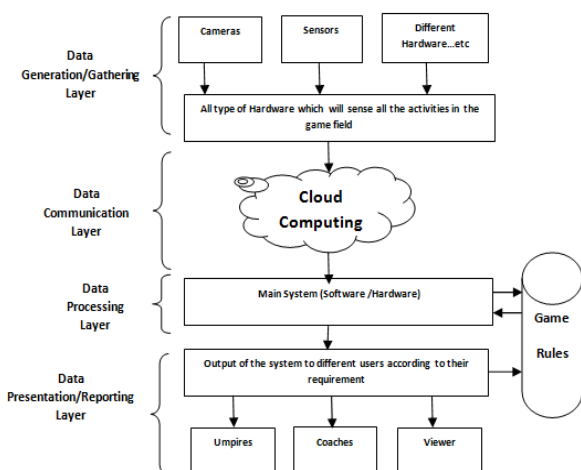 Data
Generation/Gathering
Layer
Cameras
Sensors
Different
Hardware...etc
All type of Hardware which will sense all the activities in the
game field
Data
Communication
Layer
Cloud
Computing
Data
Processing
Layer
Main System (Software /Hardware)
Game
Rules
Data
Presentation/Reporting
Layer
Output of the system to different users according to their
requirement
Umpires
Coaches
Viewer